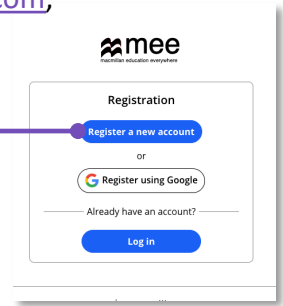 com,
mee
macmillan education everywhere
Registration
Register a new account
or
Register using Google
Already have an account?
Log in